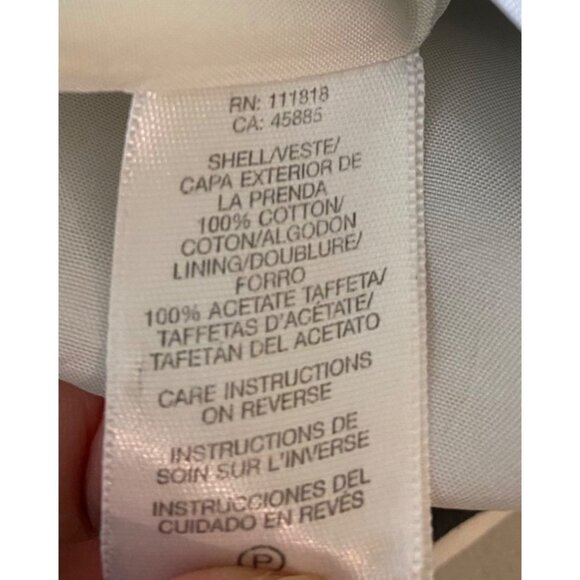 RN: 111818
CA: 45885
SHELL/VESTE/
CAPA EXTERIOR DE
LA PRENDA
100% COTTON/
COTON/ALGODON
LINING/DOUBLURE/
FORRO
100% ACETATE TAFFETA/
TAFFETAS D'ACÉTATE/
TAFETÁN DEL ACETATO
CARE INSTRUCTIONS
ON REVERSE
INSTRUCTIONS DE
SOIN SUR L'INVERSE
INSTRUCCIONES DEL
CUIDADO EN REVÉS
P